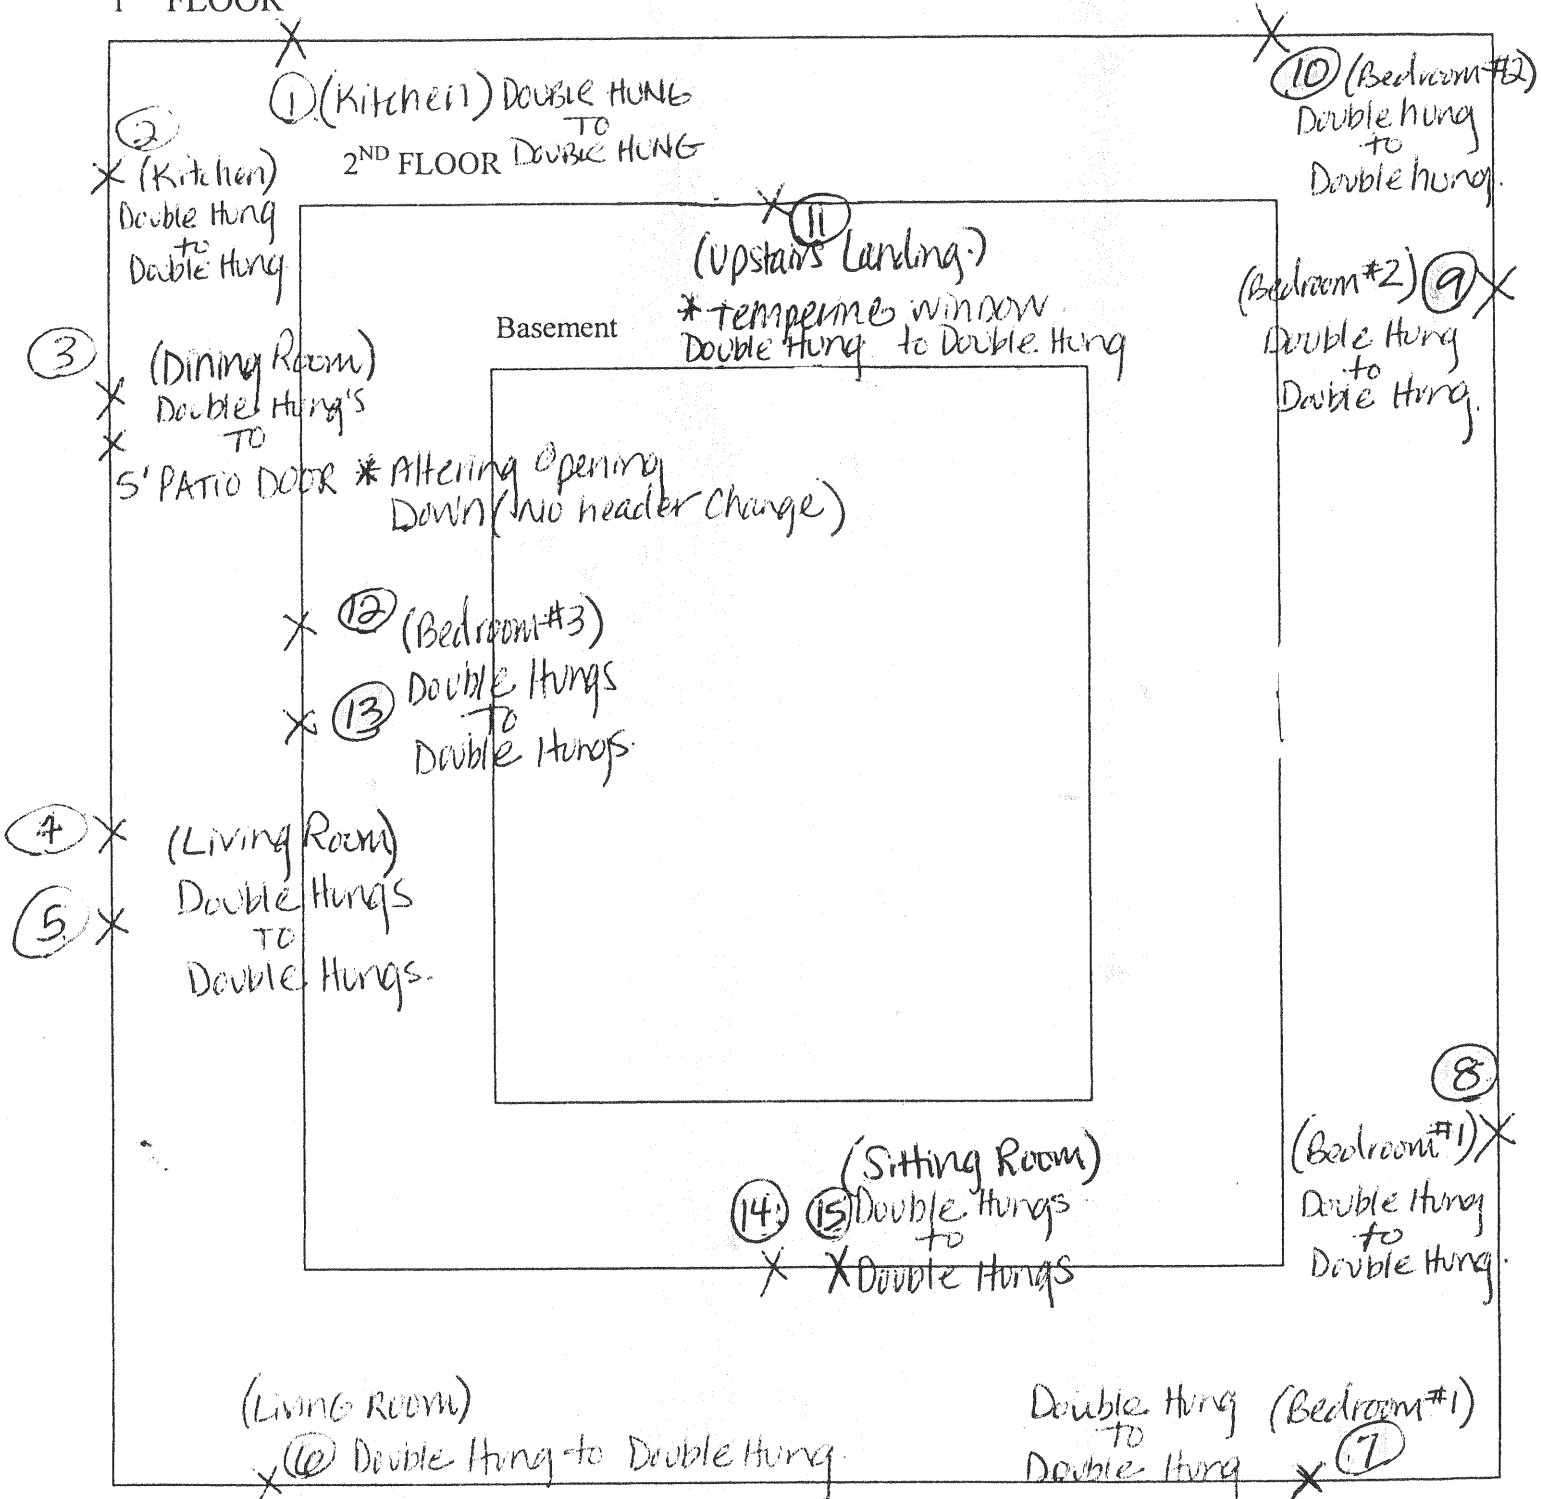 1 FLOOR
1 (Kitchen) DOUBLE HUNG
TO
DOUBLE HUNG
2
(Kitchen)
Double Hung
to
Double Hung
2ND FLOOR
10 (Bedroom #2)
Double hung
to
Double hung.
11
(Upstairs Landing.)
* Tempering window
Double Hung to Double Hung
Basement
(Bedroom #2) 9
Double Hung
to
Double Hung.
3
(Dining Room)
Double Hung's
TO
5' PATIO DOOR * Altering Opening
Down (No header Change)
12 (Bedroom #3)
Double Hungs
13
To
Double Hungs.
4
(Living Room)
Double Hungs
5
TO
Double Hungs.
8
(Bedroom #1)
Double Hung
to
Double Hung.
(Sitting Room)
14 15 Double Hungs
to
Double Hungs
(Living Room)
6 Double Hung to Double Hung.
Double Hung (Bedroom #1)
TO
7
Double Hung